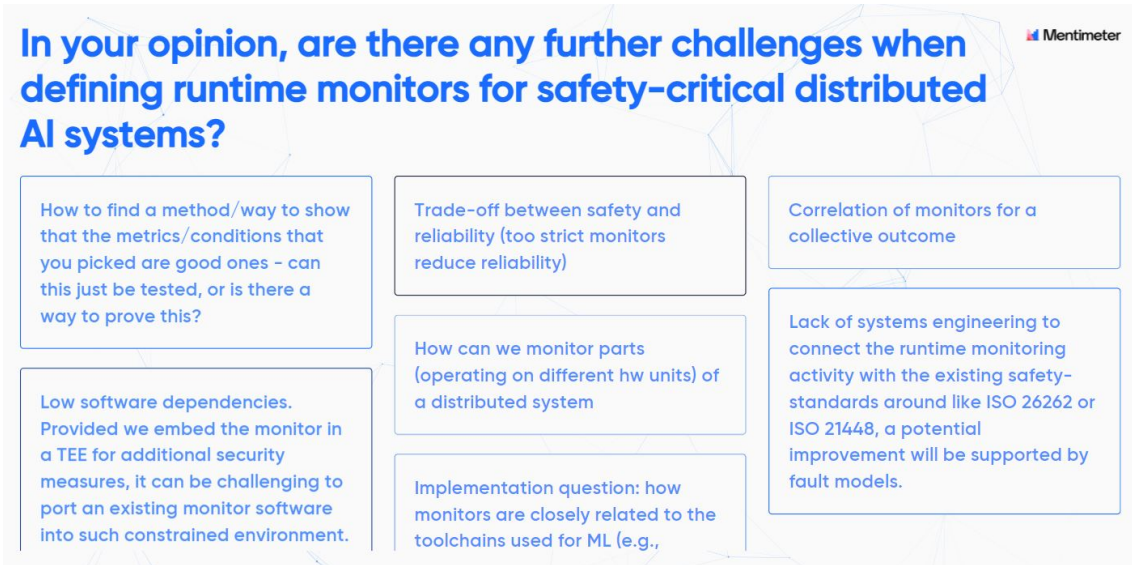 In your opinion, are there any further challenges when
defining runtime monitors for safety-critical distributed
AI systems?
Mentimeter
How to find a method/way to show
that the metrics/conditions that
you picked are good ones - can
this just be tested, or is there a
way to prove this?
Low software dependencies.
Provided we embed the monitor in
a TEE for additional security
measures, it can be challenging to
port an existing monitor software
into such constrained environment.
Trade-off between safety and
reliability (too strict monitors
reduce reliability)
How can we monitor parts
(operating on different hw units) of
a distributed system
Implementation question: how
monitors are closely related to the
toolchains used for ML (e.g.,
Correlation of monitors for a
collective outcome
Lack of systems engineering to
connect the runtime monitoring
activity with the existing safety-
standards around like ISO 26262 or
ISO 21448, a potential
improvement will be supported by
fault models.